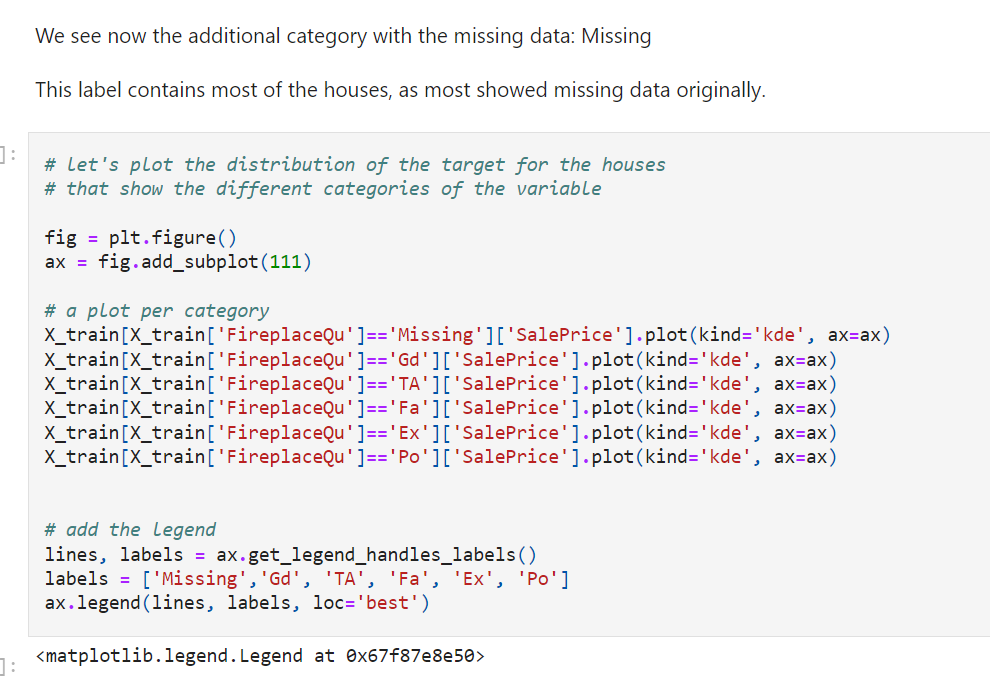 We see now the additional category with the missing data: Missing
This label contains most of the houses, as most showed missing data originally.
]:
# let's plot the distribution of the target for the houses
# that show the different categories of the variable
fig = plt.figure()
ax = fig.add_subplot(111)
# a plot per category
X_train[X_train['FireplaceQu']=='Missing']['SalePrice'].plot(kind='kde', ax=ax)
X_train[X_train['FireplaceQu']=='Gd']['SalePrice'].plot(kind='kde', ax=ax)
X_train[X_train['FireplaceQu']=='TA']['SalePrice'].plot(kind='kde', ax=ax)
X_train[X_train['FireplaceQu']=='Fa']['SalePrice'].plot(kind='kde', ax=ax)
X_train[X_train['FireplaceQu']=='Ex']['SalePrice'].plot(kind='kde', ax=ax)
X_train[X_train['FireplaceQu']=='Po']['SalePrice'].plot(kind='kde', ax=ax)
# add the legend
lines, labels = ax.get_legend_handles_labels()
labels = ['Missing','Gd', 'TA', 'Fa', 'Ex', 'Po']
ax.legend(lines, labels, loc='best')
]:
<matplotlib.legend.Legend at 0x67f87e8e50>